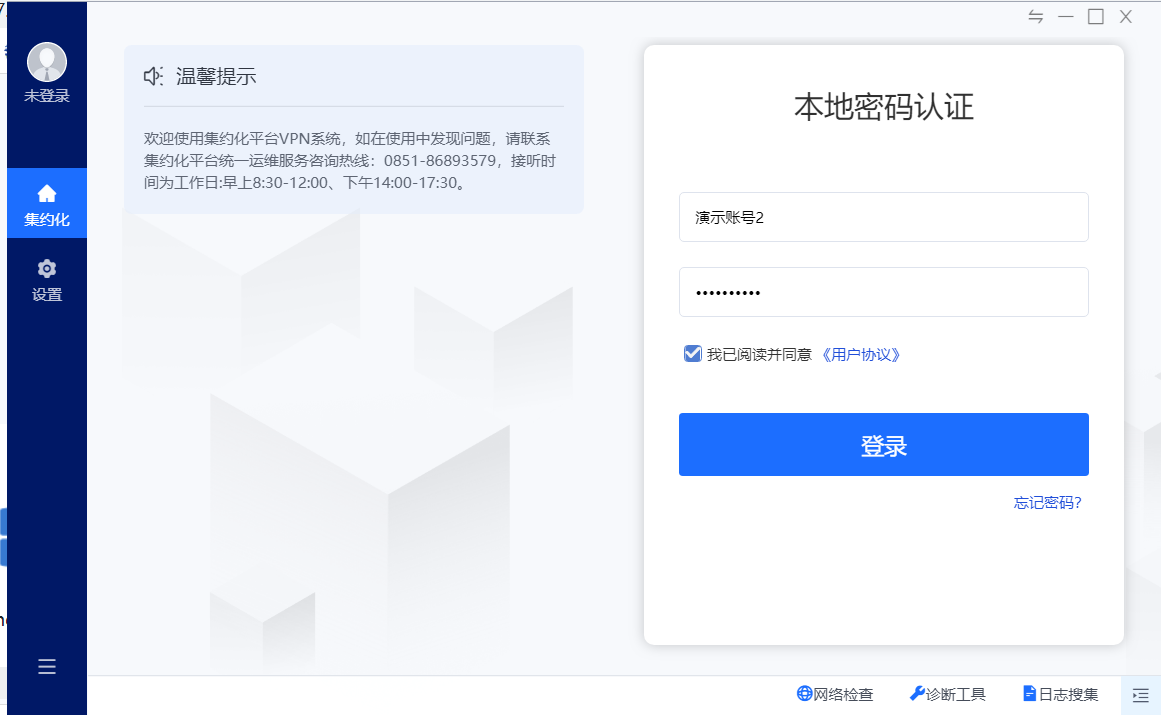 未登录
集约化
设置
温馨提示
欢迎使用集约化平台VPN系统，如在使用中发现问题，请联系
集约化平台统一运维服务咨询热线：0851-86893579，接听时
间为工作日:早上8:30-12:00、下午14:00-17:30。
本地密码认证
演示账号2
••••••••••
我已阅读并同意 《用户协议》
登录
忘记密码?
网络检查 诊断工具 日志搜集